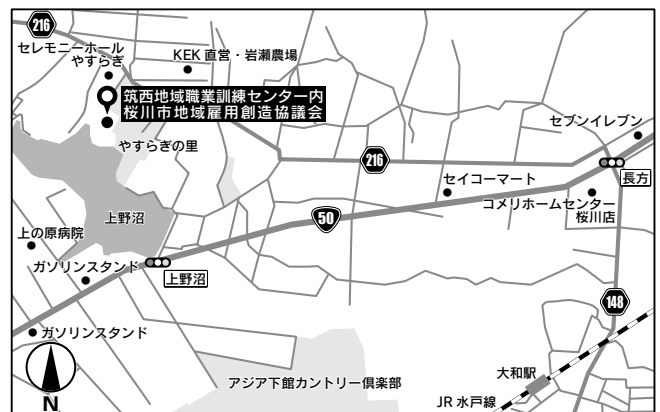 216
セレモニーホール
やすらぎ
KEK 直営・岩瀬農場
筑西地域職業訓練センター内
桜川市地域雇用創造協議会
やすらぎの里
セブンイレブン
216
セイコーマート
長方
コメリホームセンター
桜川店
上野沼
50
上の原病院
ガソリンスタンド
上野沼
148
ガソリンスタンド
アジア下館カントリー倶楽部
大和駅
JR 水戸線
N